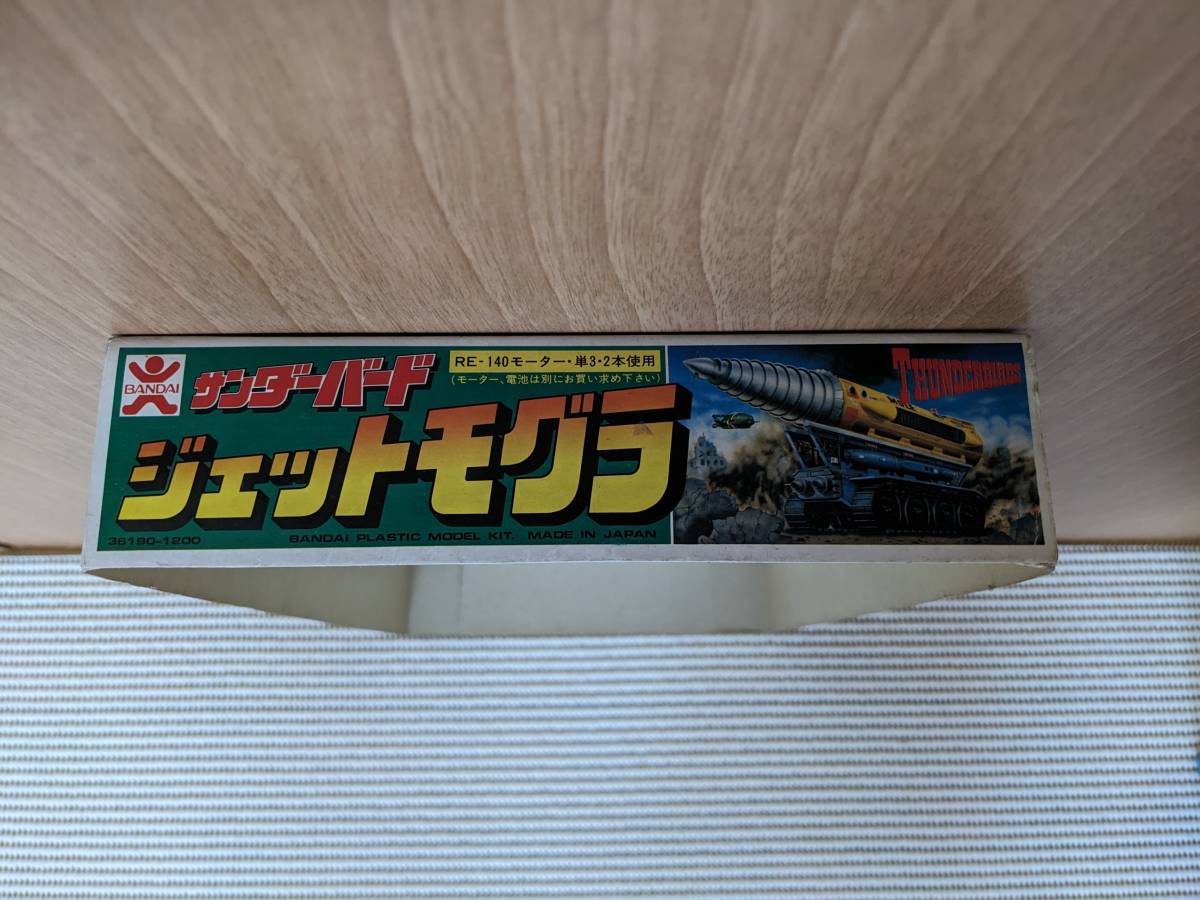 BANDAI
サンダーバード
RE-140モーター・単3・2本使用
(モーター、電池は別にお買い求め下さい)
ジェットモグラ
36190-1200
BANDAI PLASTIC MODEL KIT. MADE IN JAPAN
THUNDERBIRDS